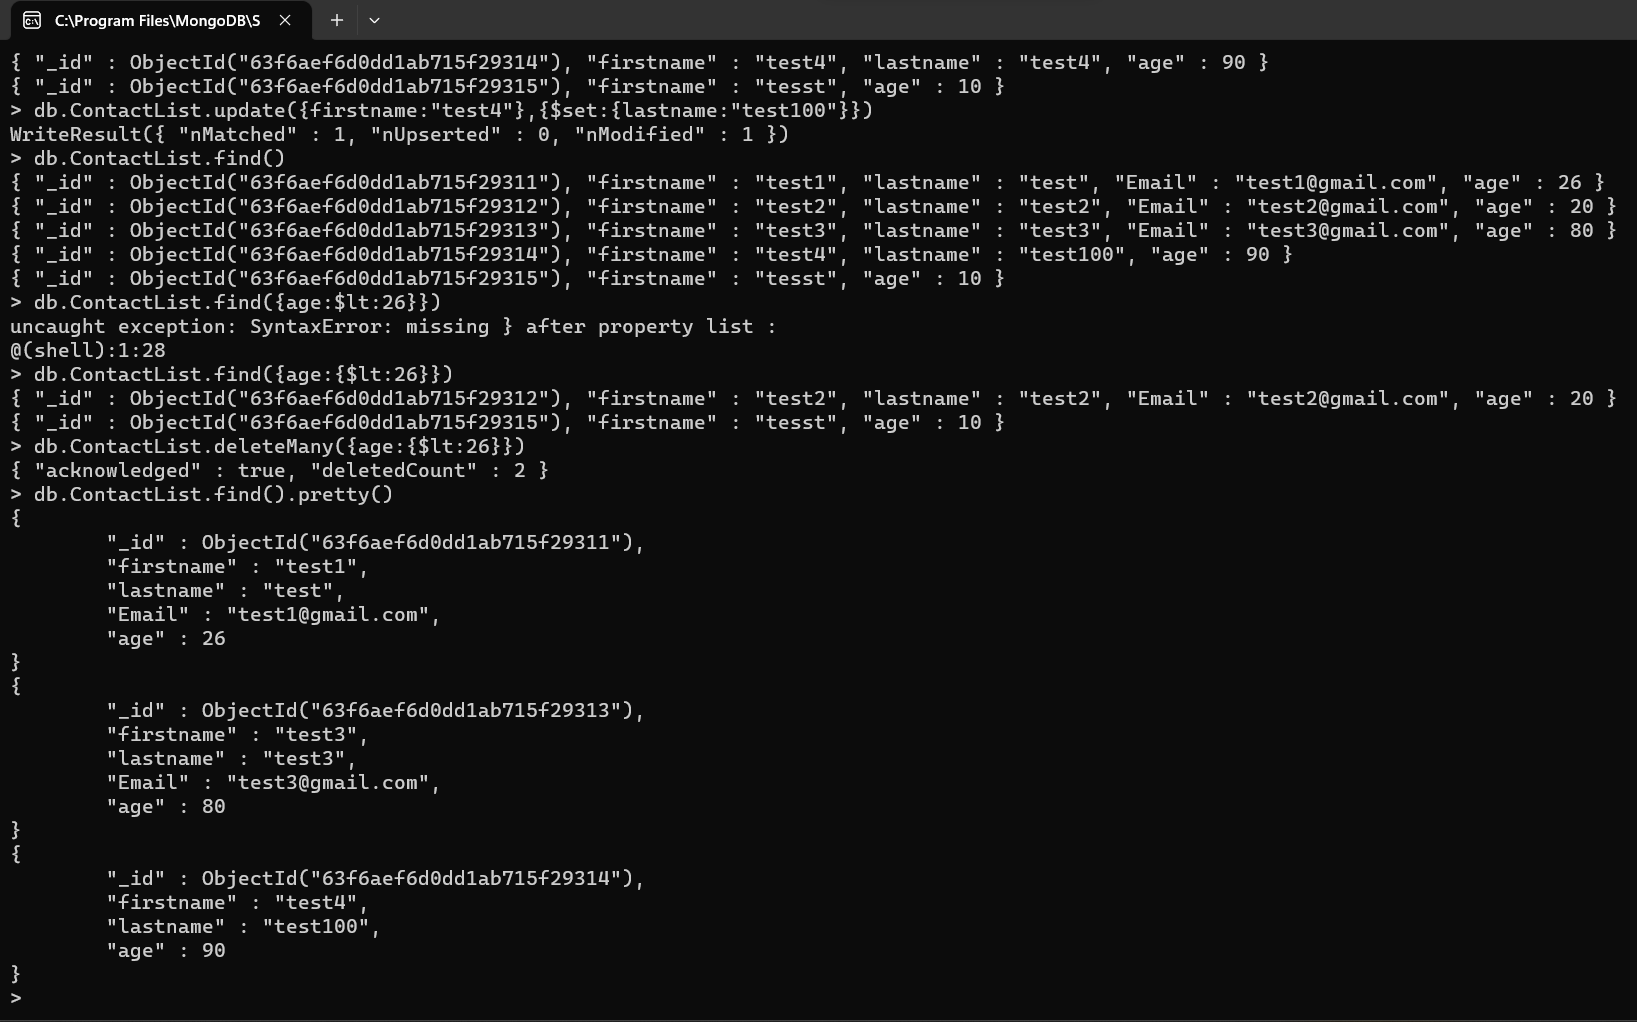 C:\Program Files\MongoDB\S
{ "_id" : ObjectId("63f6aef6d0dd1ab715f29314"), "firstname" : "test4", "lastname" : "test4", "age" : 90 }
{ "_id" : ObjectId("63f6aef6d0dd1ab715f29315"), "firstname" : "tesst", "age" : 10 }
> db.ContactList.update({firstname:"test4"},{$set:{lastname:"test100"}})
WriteResult({ "nMatched" : 1, "nUpserted" : 0, "nModified" : 1 })
> db.ContactList.find()
{ "_id" : ObjectId("63f6aef6d0dd1ab715f29311"), "firstname" : "test1", "lastname" : "test", "Email" : "test1@gmail.com", "age" : 26 }
{ "_id" : ObjectId("63f6aef6d0dd1ab715f29312"), "firstname" : "test2", "lastname" : "test2", "Email" : "test2@gmail.com", "age" : 20 }
{ "_id" : ObjectId("63f6aef6d0dd1ab715f29313"), "firstname" : "test3", "lastname" : "test3", "Email" : "test3@gmail.com", "age" : 80 }
{ "_id" : ObjectId("63f6aef6d0dd1ab715f29314"), "firstname" : "test4", "lastname" : "test100", "age" : 90 }
{ "_id" : ObjectId("63f6aef6d0dd1ab715f29315"), "firstname" : "tesst", "age" : 10 }
> db.ContactList.find({age:$lt:26}})
uncaught exception: SyntaxError: missing } after property list :
@(shell):1:28
> db.ContactList.find({age:{$lt:26}})
{ "_id" : ObjectId("63f6aef6d0dd1ab715f29312"), "firstname" : "test2", "lastname" : "test2", "Email" : "test2@gmail.com", "age" : 20 }
{ "_id" : ObjectId("63f6aef6d0dd1ab715f29315"), "firstname" : "tesst", "age" : 10 }
> db.ContactList.deleteMany({age:{$lt:26}})
{ "acknowledged" : true, "deletedCount" : 2 }
> db.ContactList.find().pretty()
{
        "_id" : ObjectId("63f6aef6d0dd1ab715f29311"),
        "firstname" : "test1",
        "lastname" : "test",
        "Email" : "test1@gmail.com",
        "age" : 26
}
{
        "_id" : ObjectId("63f6aef6d0dd1ab715f29313"),
        "firstname" : "test3",
        "lastname" : "test3",
        "Email" : "test3@gmail.com",
        "age" : 80
}
{
        "_id" : ObjectId("63f6aef6d0dd1ab715f29314"),
        "firstname" : "test4",
        "lastname" : "test100",
        "age" : 90
}
>